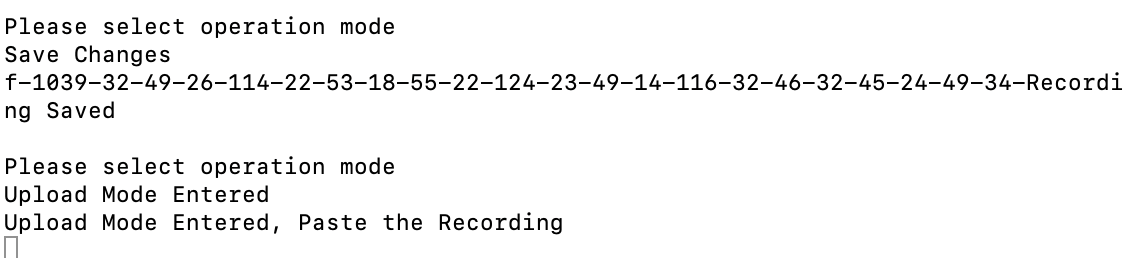 Please select operation mode
Save Changes
f-1039-32-49-26-114-22-53-18-55-22-124-23-49-14-116-32-46-32-45-24-49-34-Recordi
ng Saved
Please select operation mode
Upload Mode Entered
Upload Mode Entered, Paste the Recording